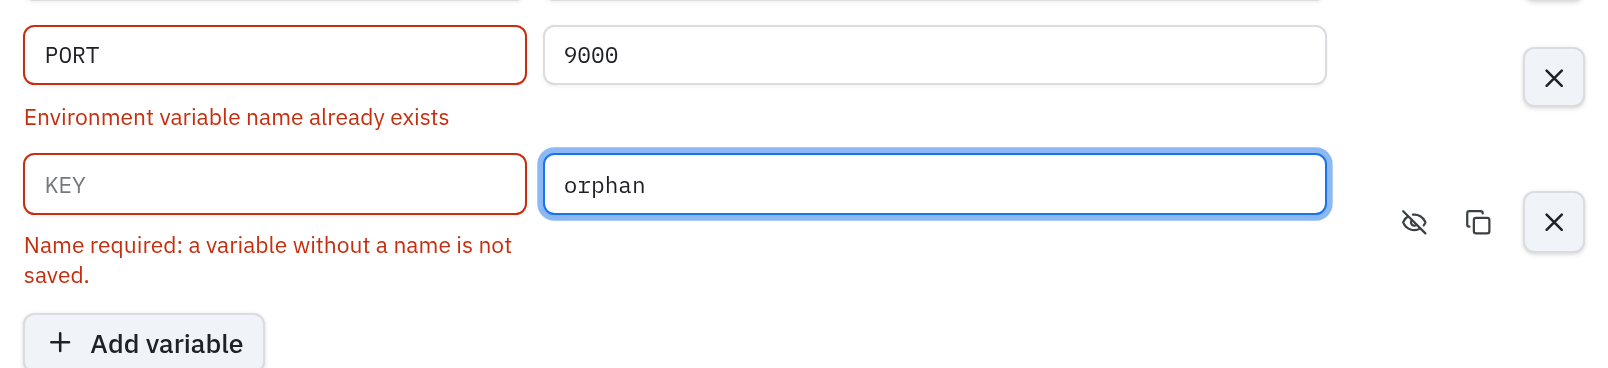 PORT 9000
Environment variable name already exists
KEY orphan
Name required: a variable without a name is not
saved.
Add variable